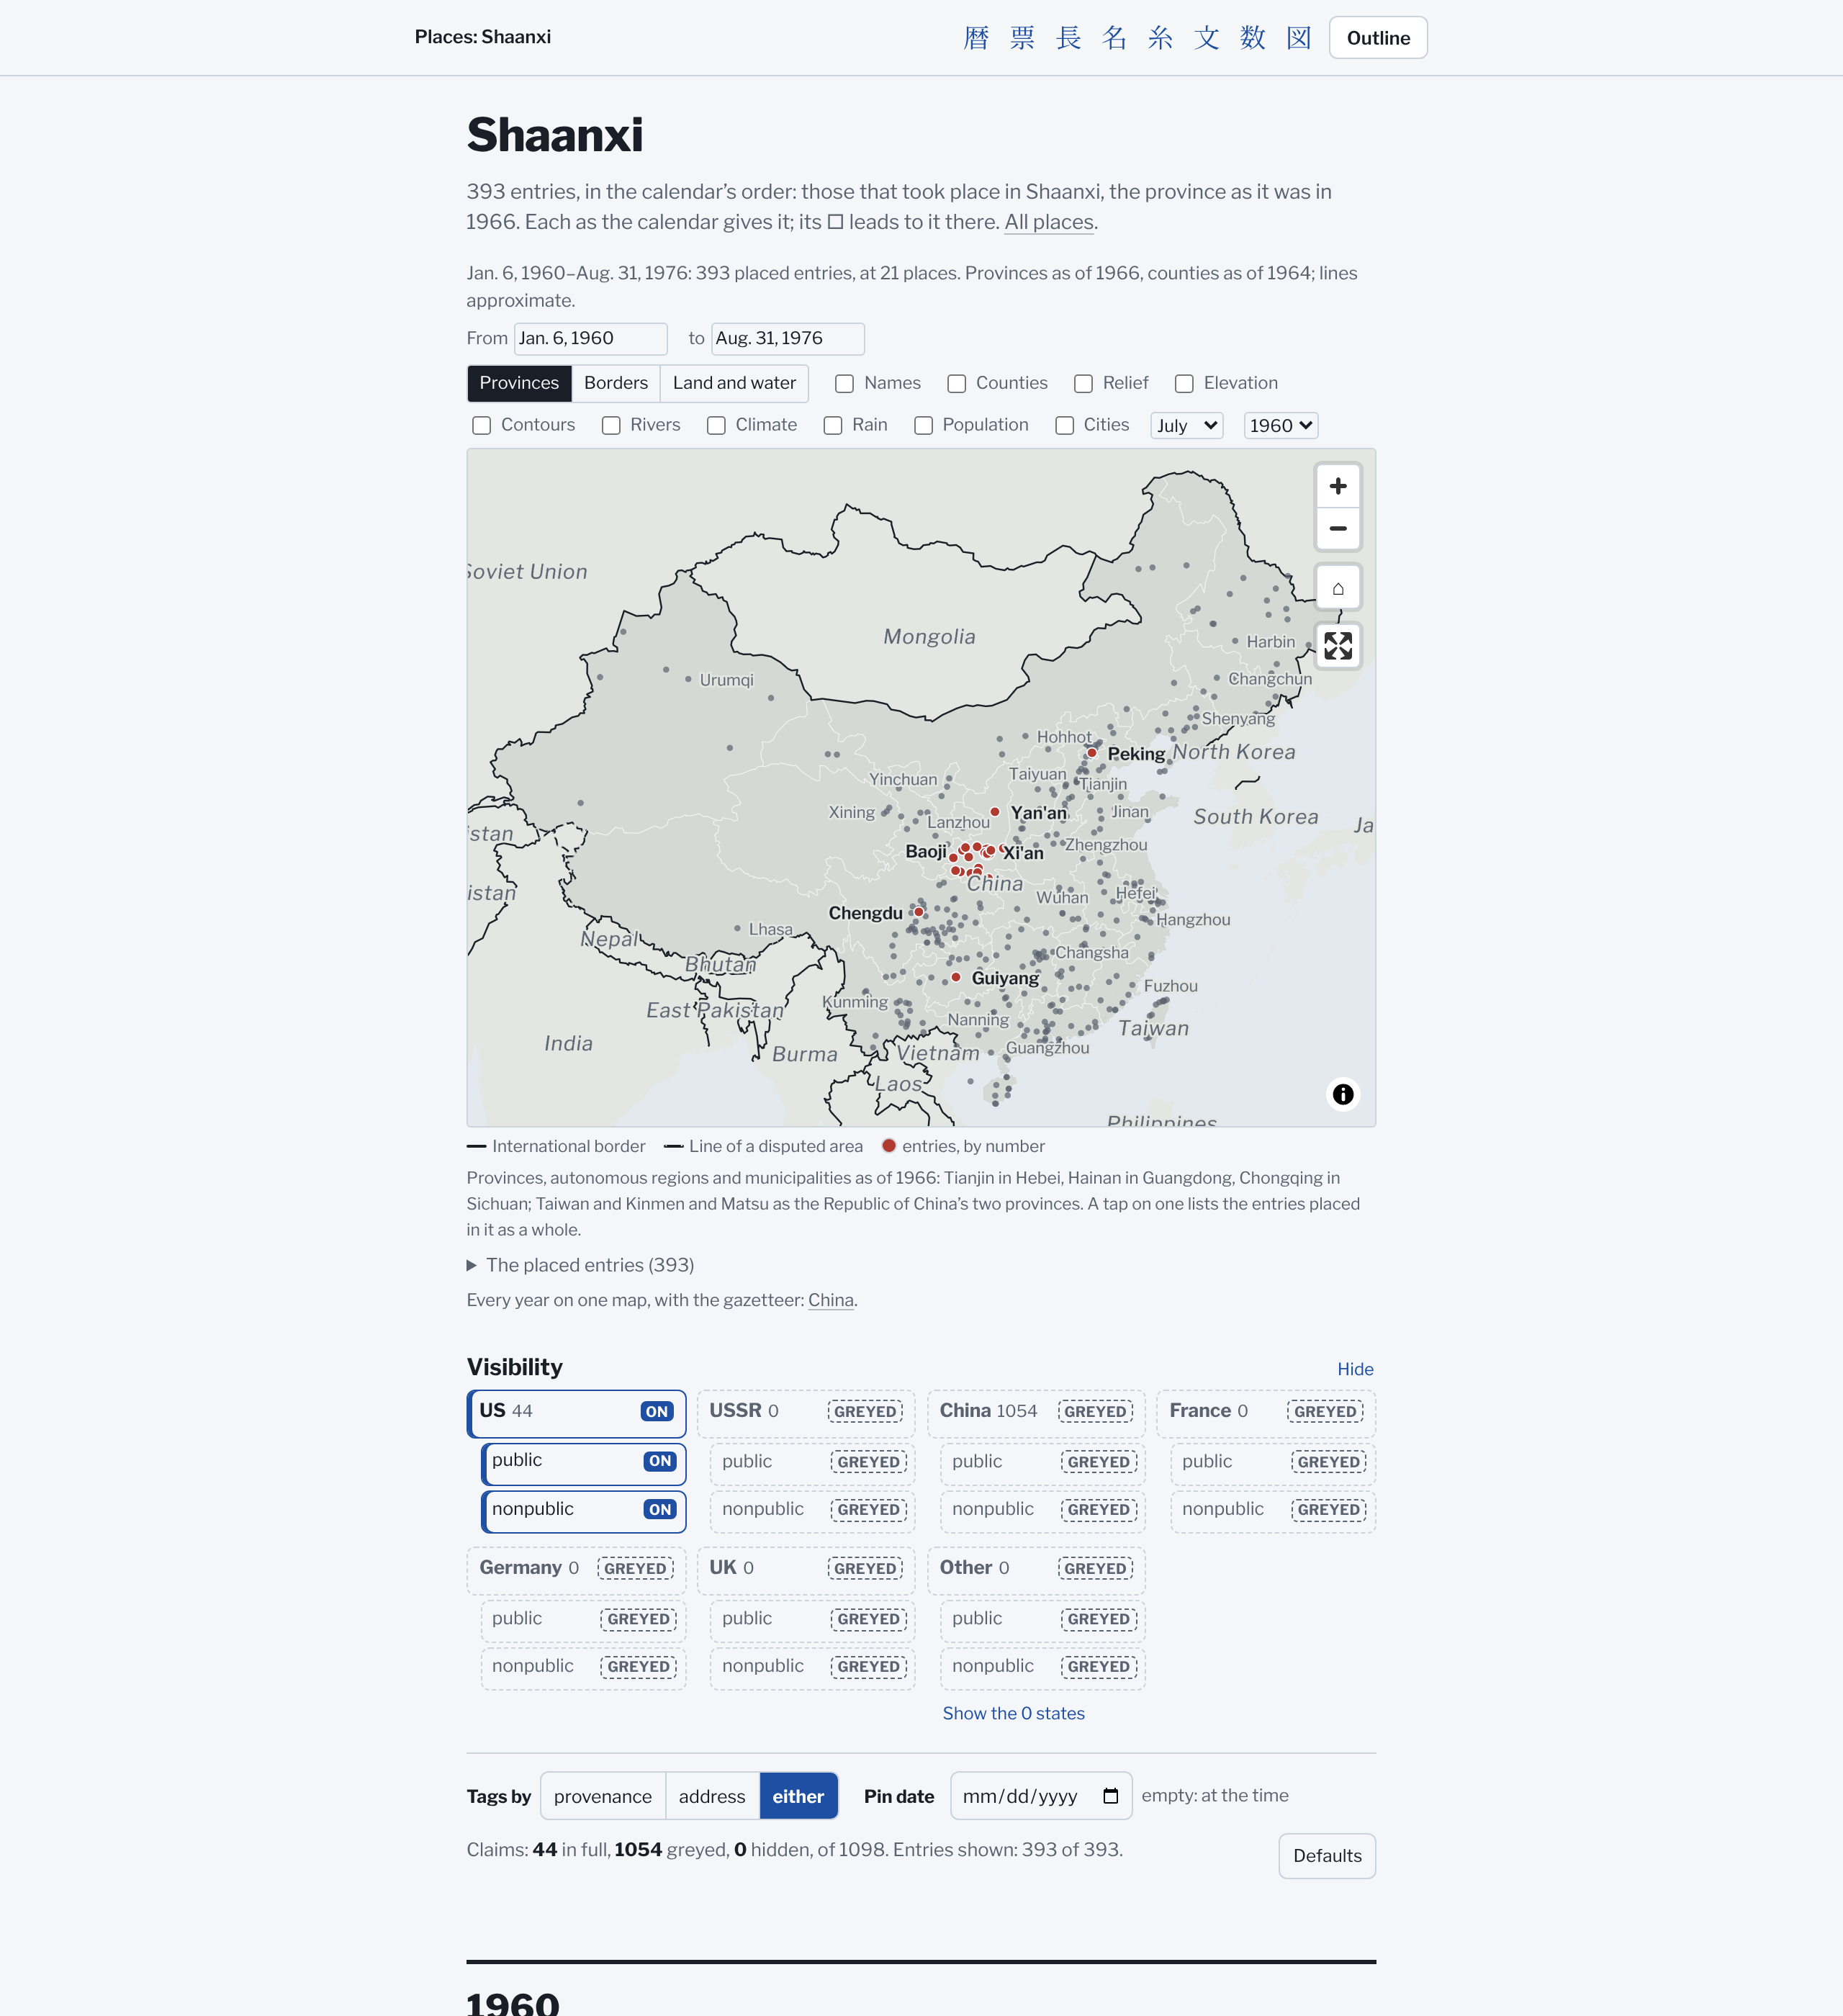 Places: Shaanxi
暦 票 長 名 糸 文 数 図
Outline
Shaanxi
393 entries, in the calendar’s order: those that took place in Shaanxi, the province as it was in
1966. Each as the calendar gives it; its □ leads to it there. All places.
Jan. 6, 1960–Aug. 31, 1976: 393 placed entries, at 21 places. Provinces as of 1966, counties as of 1964; lines
approximate.
From Jan. 6, 1960 to Aug. 31, 1976
Provinces Borders Land and water Names Counties Relief Elevation
Contours Rivers Climate Rain Population Cities July 1960
Soviet Union
Mongolia
Harbin
Urumqi
Changchun
Shenyang
Hohhot
Peking
North Korea
Yinchuan
Taiyuan
Tianjin
Xining
Lanzhou
Yan'an
Jinan
South Korea
Ja
istan
Baoji
Xi'an
Zhengzhou
China
istan
Wuhan
Hefei
Chengdu
Hangzhou
Lhasa
Nepal
Changsha
Bhutan
Guiyang
Fuzhou
East Pakistan
Kunming
Nanning
Taiwan
India
Burma
Vietnam
Guangzhou
Laos
Philippines
International border Line of a disputed area entries, by number
Provinces, autonomous regions and municipalities as of 1966: Tianjin in Hebei, Hainan in Guangdong, Chongqing in
Sichuan; Taiwan and Kinmen and Matsu as the Republic of China’s two provinces. A tap on one lists the entries placed
in it as a whole.
▶ The placed entries (393)
Every year on one map, with the gazetteer: China.
Visibility
Hide
US 44 ON USSR 0 GREYED China 1054 GREYED France 0 GREYED
public ON public GREYED public GREYED public GREYED
nonpublic ON nonpublic GREYED nonpublic GREYED nonpublic GREYED
Germany 0 GREYED UK 0 GREYED Other 0 GREYED
public GREYED public GREYED public GREYED
nonpublic GREYED nonpublic GREYED nonpublic GREYED
Show the 0 states
Tags by provenance address either Pin date mm/dd/yyyy empty: at the time
Claims: 44 in full, 1054 greyed, 0 hidden, of 1098. Entries shown: 393 of 393.
Defaults
1960